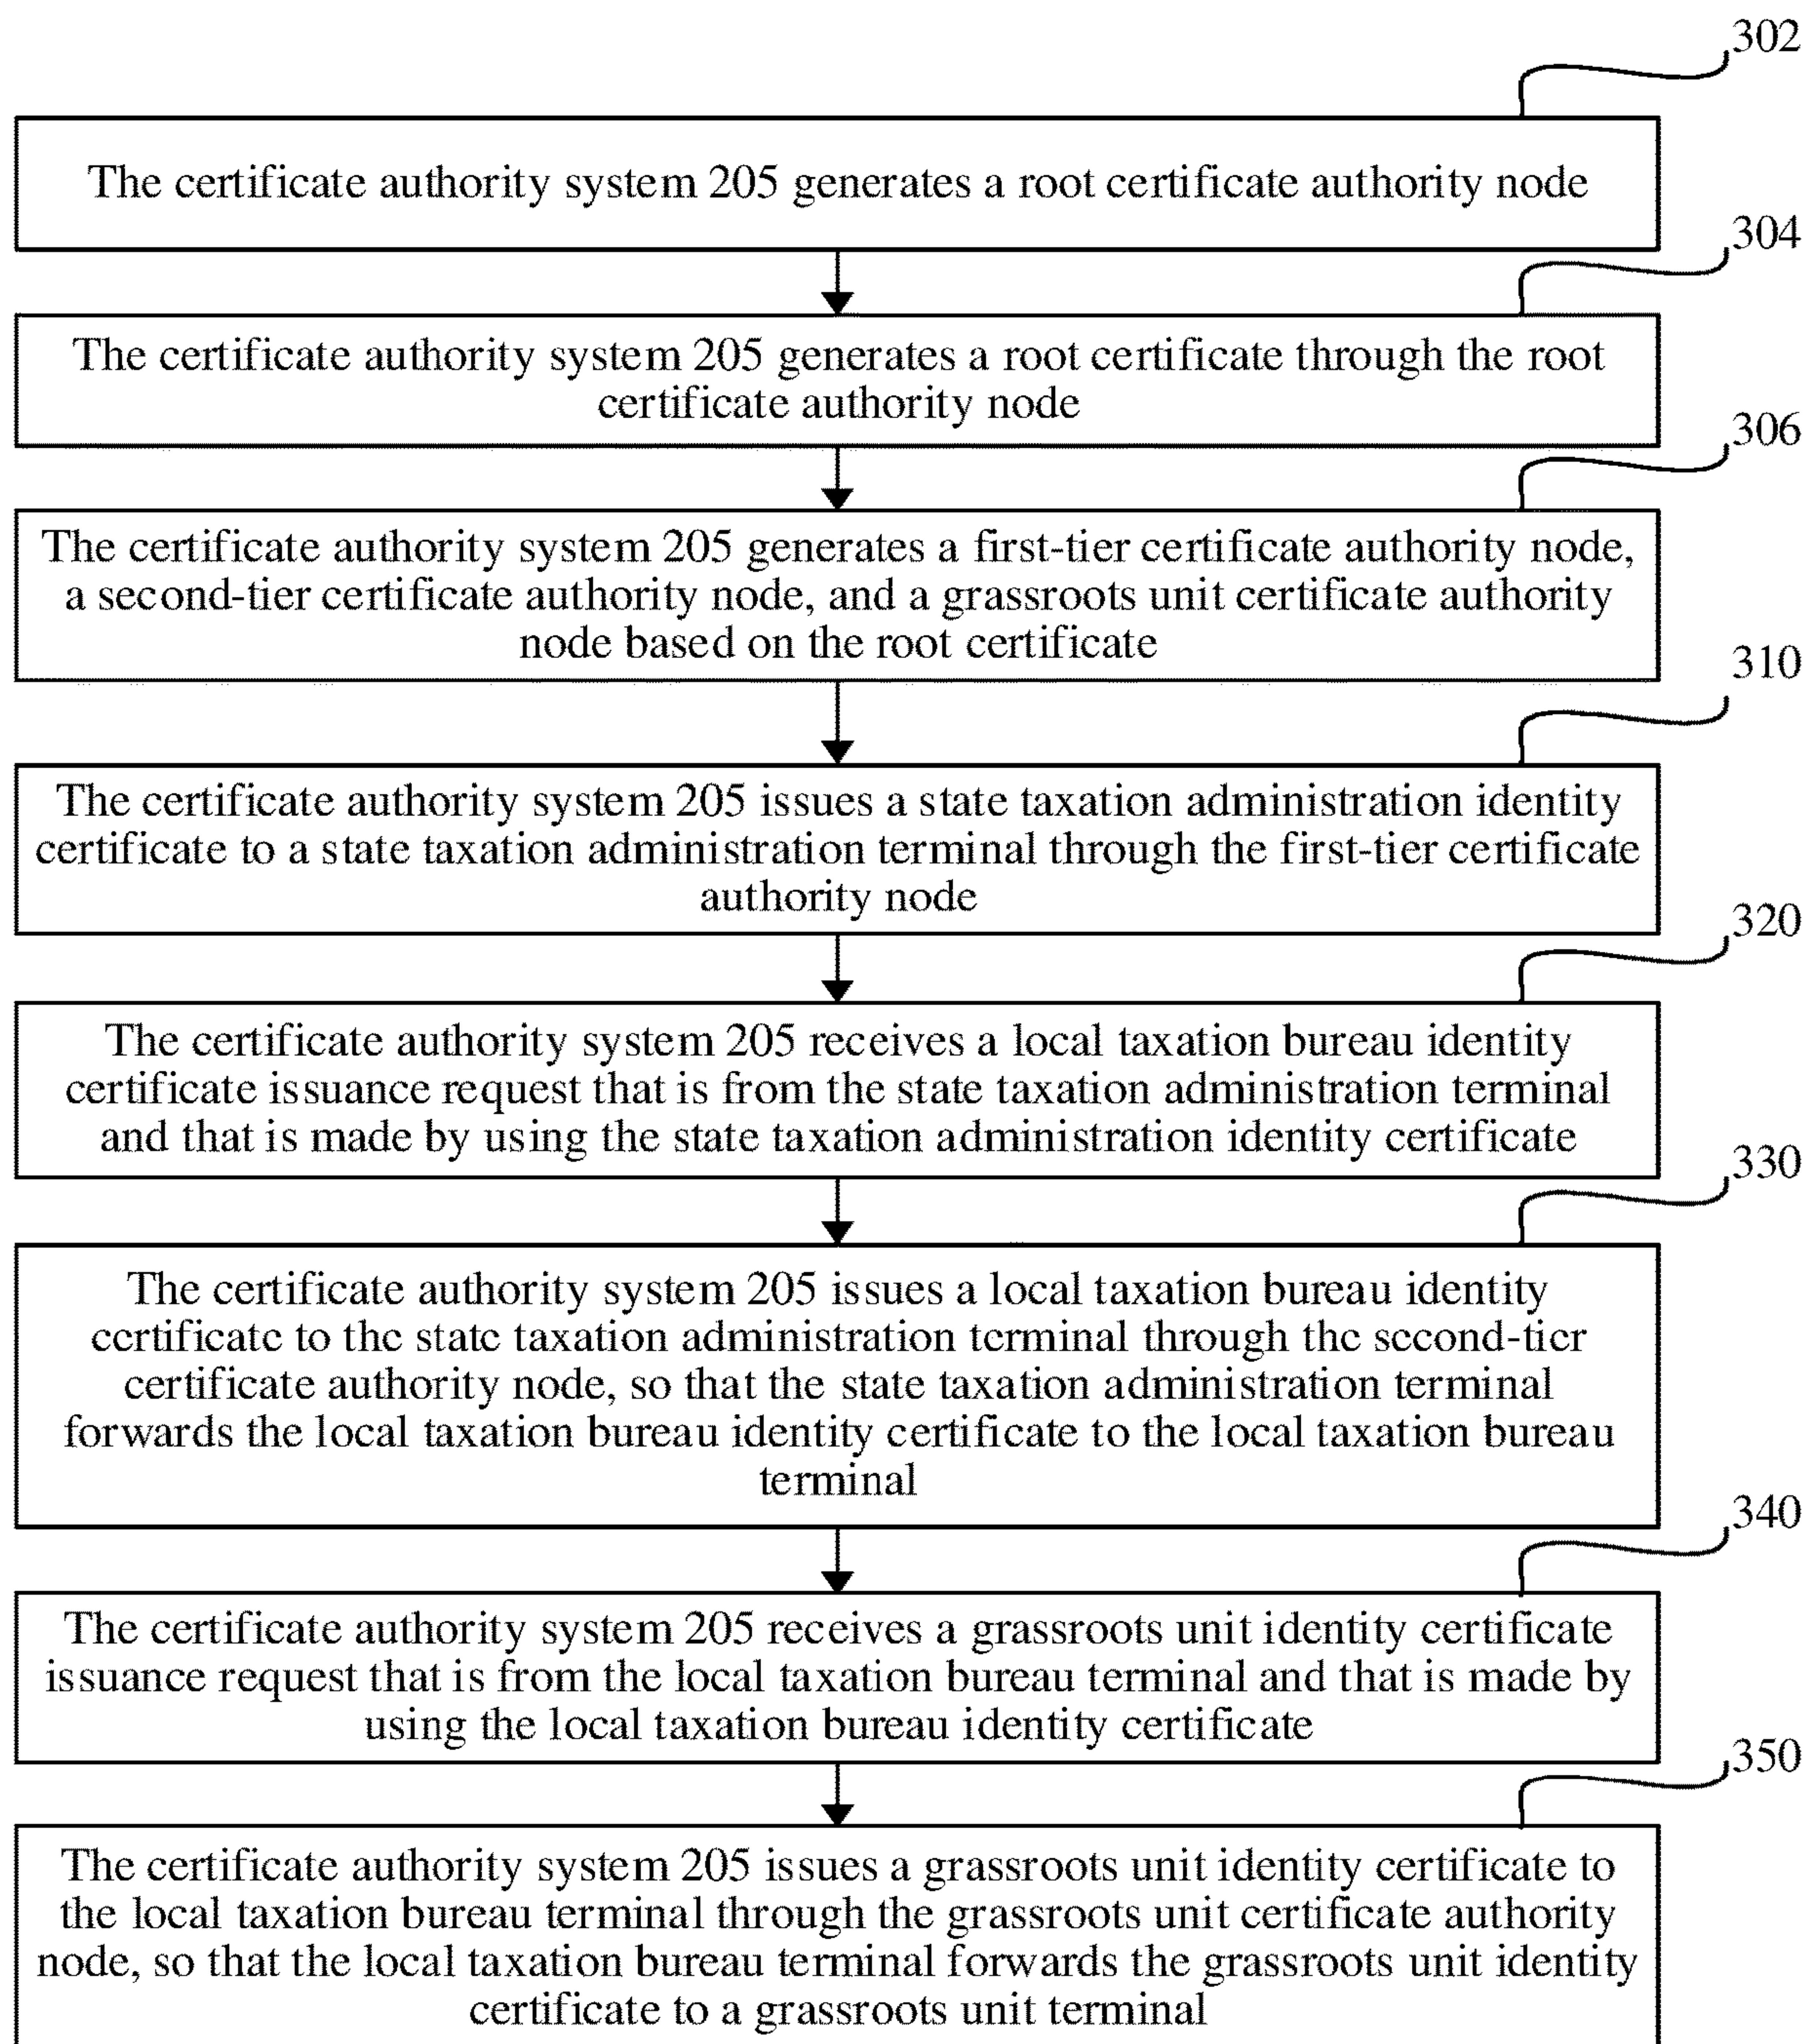 302
The certificate authority system 205 generates a root certificate authority node
304
The certificate authority system 205 generates a root certificate through the root
certificate authority node
306
The certificate authority system 205 generates a first-tier certificate authority node,
a second-tier certificate authority node, and a grassroots unit certificate authority
node based on the root certificate
310
The certificate authority system 205 issues a state taxation administration identity
certificate to a state taxation administration terminal through the first-tier certificate
authority node
320
The certificate authority system 205 receives a local taxation bureau identity
certificate issuance request that is from the state taxation administration terminal
and that is made by using the state taxation administration identity certificate
330
The certificate authority system 205 issues a local taxation bureau identity
certificate to the state taxation administration terminal through the second-tier
certificate authority node, so that the state taxation administration terminal
forwards the local taxation bureau identity certificate to the local taxation bureau
terminal
340
The certificate authority system 205 receives a grassroots unit identity certificate
issuance request that is from the local taxation bureau terminal and that is made by
using the local taxation bureau identity certificate
350
The certificate authority system 205 issues a grassroots unit identity certificate to
the local taxation bureau terminal through the grassroots unit certificate authority
node, so that the local taxation bureau terminal forwards the grassroots unit identity
certificate to a grassroots unit terminal